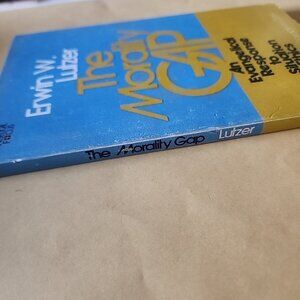 Erwin W.
Lutzer
The
Morality
Gap
An
Evangelical
Response
to
Situation
Ethics
The Morality Gap
Lutzer